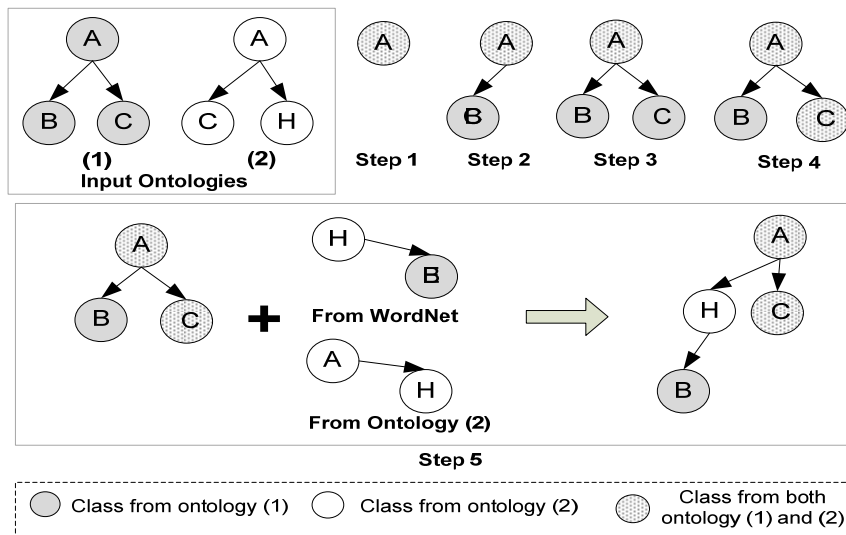 A
B
C
(1)
A
C
H
(2)
Input Ontologies
A
Step 1
A
B
Step 2
A
B
C
Step 3
A
B
C
Step 4
A
B
C
+
H
B
From WordNet
A
H
From Ontology (2)
A
H
C
B
Step 5
Class from ontology (1)
Class from ontology (2)
Class from both
ontology (1) and (2)